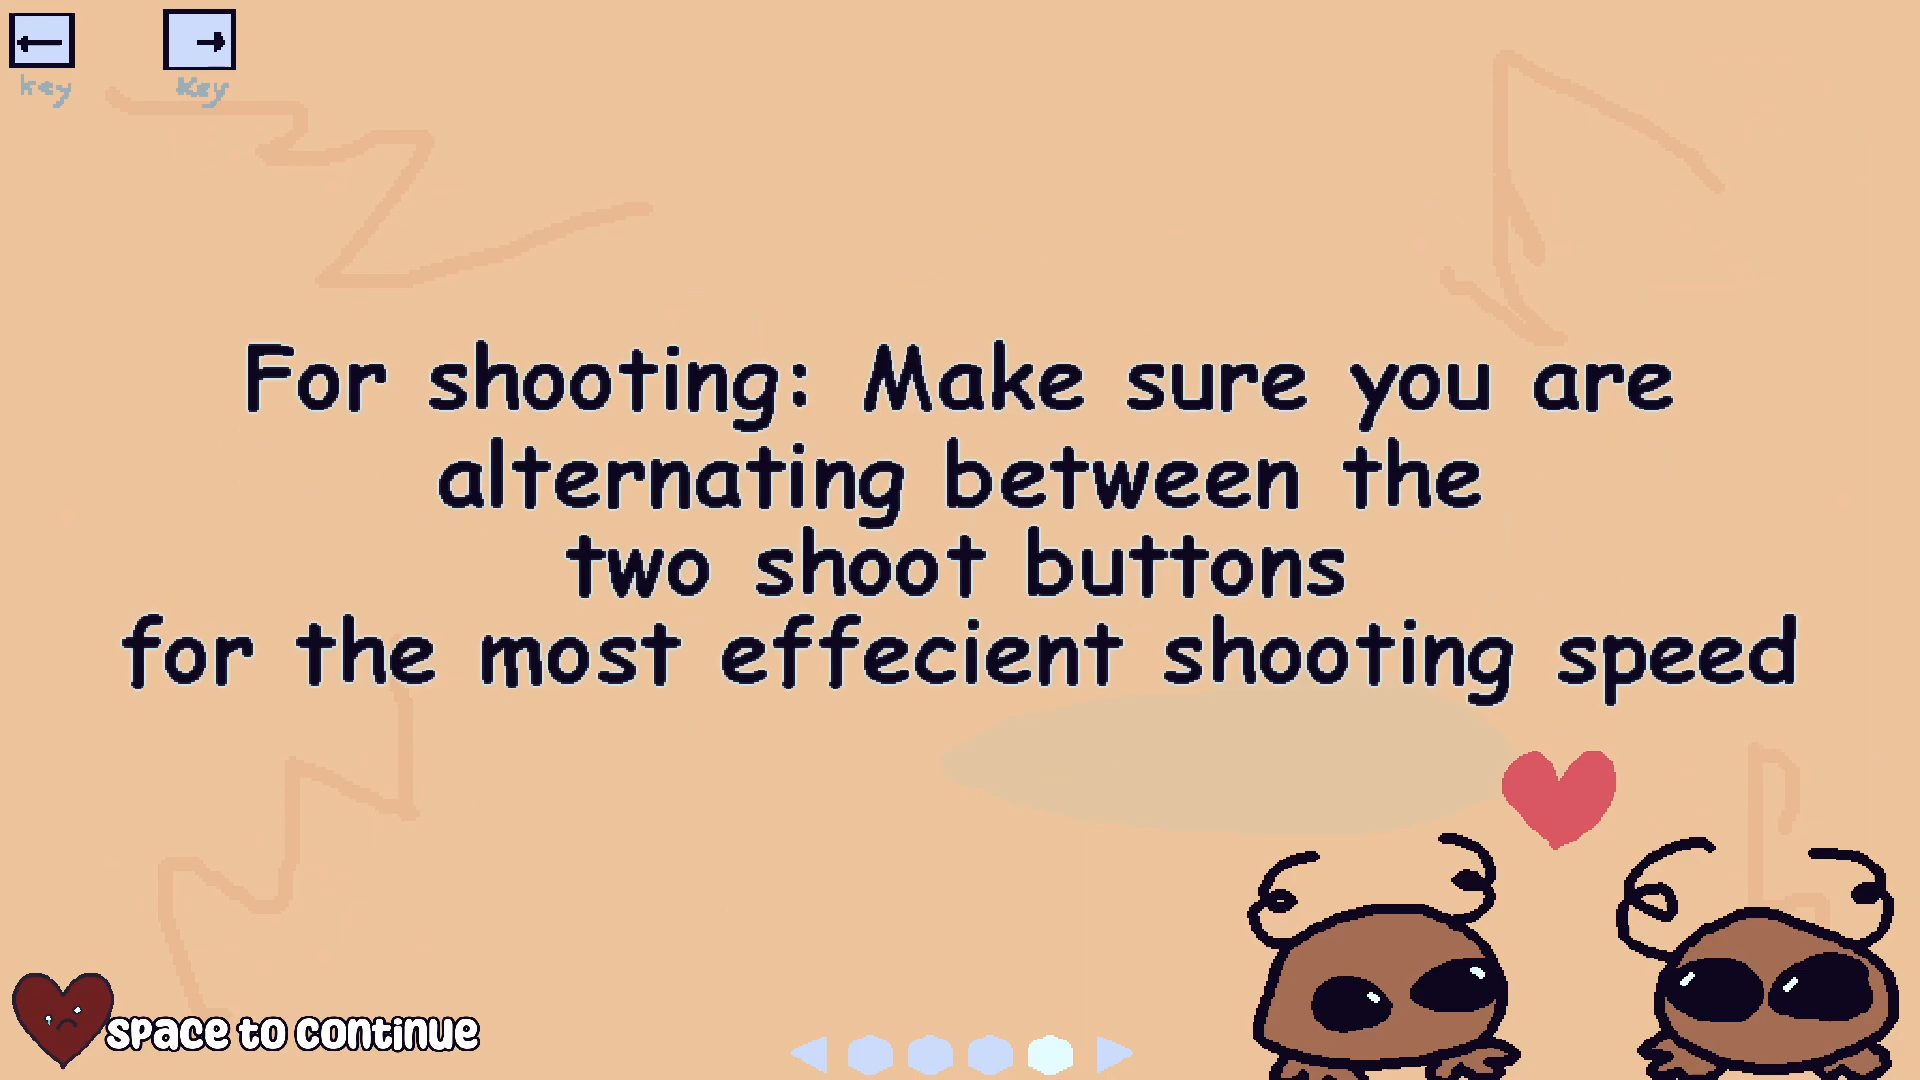 key
Key
For shooting: Make sure you are
alternating between the
two shoot buttons
for the most effecient shooting speed
space to continue